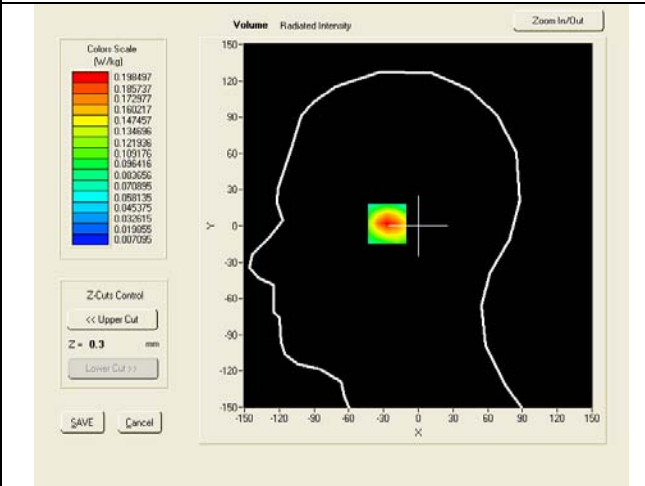 Volume Radiated Intensity
Zoom In/Out
Colors Scale
(W/kg)
0.198497
0.185737
0.172977
0.160217
0.147457
0.134696
0.121936
0.109176
0.096416
0.083656
0.070895
0.058135
0.045375
0.032615
0.019855
0.007095
Z-Cuts Control
<< Upper Cut
Z = 0.3 mm
Lower Cut >>
SAVE Cancel
150
120
90
60
30
Y 0
-30
-60
-90
-120
-150
-150 -120 -90 -60 -30 0 30 60 90 120 150
X